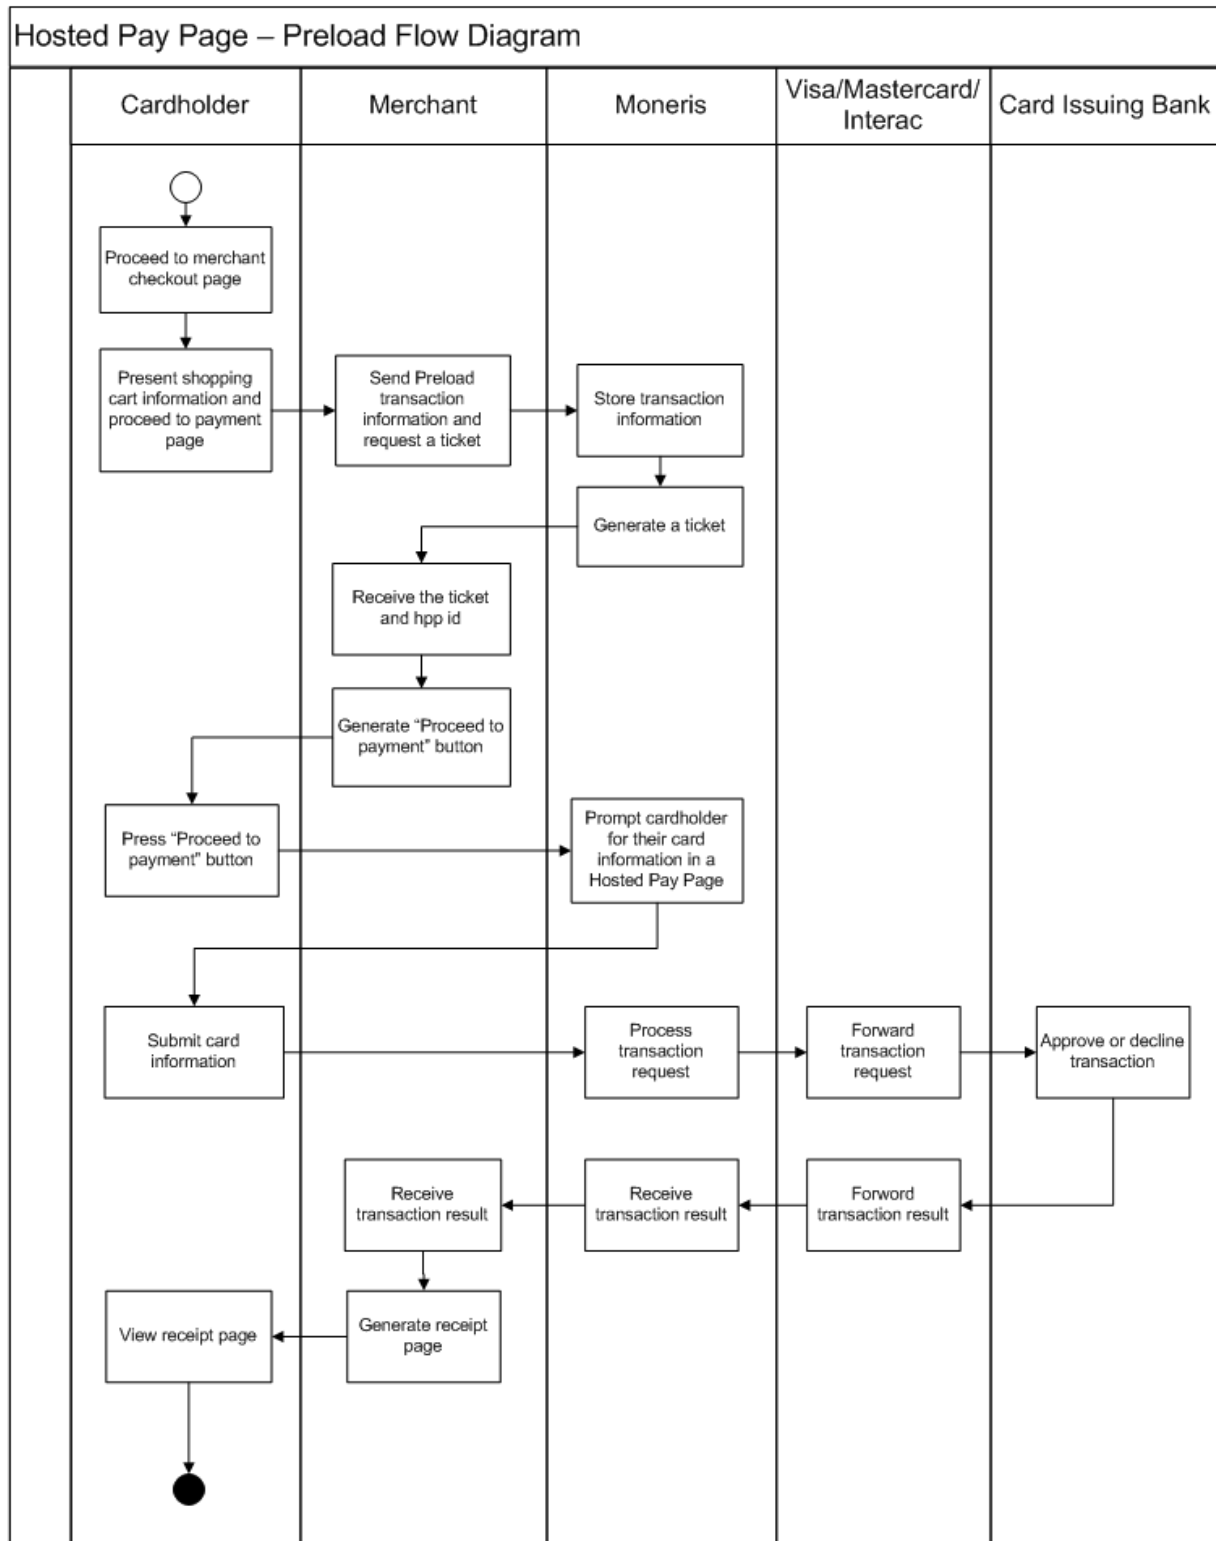 Hosted Pay Page – Preload Flow Diagram
Cardholder
Merchant
Moneris
Visa/Mastercard/
Interac
Card Issuing Bank
Proceed to merchant
checkout page
Present shopping
cart information and
proceed to payment
page
Send Preload
transaction
information and
request a ticket
Store transaction
information
Generate a ticket
Receive the ticket
and hpp id
Generate “Proceed to
payment” button
Press “Proceed to
payment” button
Prompt cardholder
for their card
information in a
Hosted Pay Page
Submit card
information
Process
transaction
request
Forward
transaction
request
Approve or decline
transaction
Receive
transaction result
Receive
transaction result
Forword
transaction result
View receipt page
Generate receipt
page